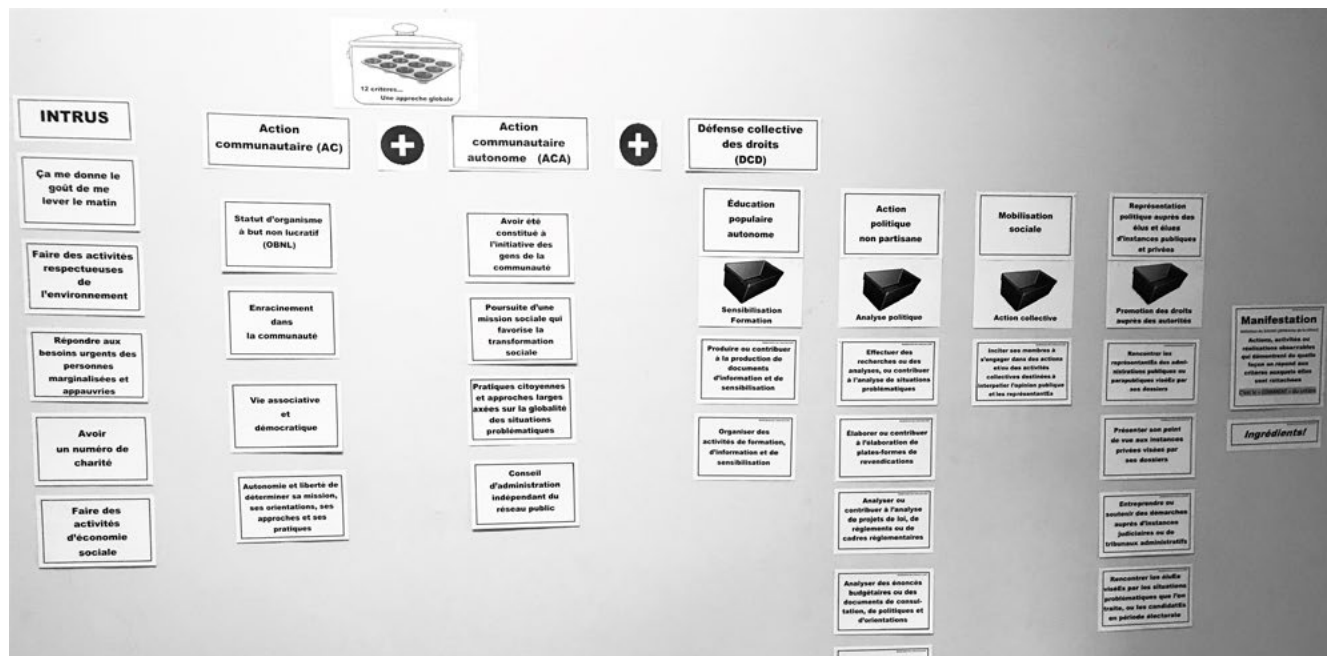 12 critères...
Une approche globale
INTRUS
Ça me donne le
goût de me
lever le matin
Faire des activités
respectueuses
de
l'environnement
Répondre aux
besoins urgents des
personnes
marginalisées et
appauvries
Avoir
un numéro de
charité
Faire des
activités
d'économie
sociale
Action
communautaire (AC)
Statut d'organisme
à but non lucratif
(OBNL)
Enracinement
dans
la communauté
Vie associative
et
démocratique
Autonomie et liberté de
déterminer sa mission,
ses orientations, ses
approches et ses
pratiques
Action
communautaire
autonome (ACA)
Avoir été
constitué à
l'initiative des
gens de la
communauté
Poursuite d'une
mission sociale qui
favorise la
transformation
sociale
Pratiques citoyennes
et approches larges
axées sur la globalité
des situations
problématiques
Conseil
d'administration
indépendant du
réseau public
Défense collective
des droits
(DCD)
Éducation
populaire
autonome
Sensibilisation
Formation
Produire ou contribuer
à la production de
documents
d'information et de
sensibilisation
Organiser des
activités de formation,
d'information et de
sensibilisation
Action
politique
non partisane
Analyse politique
Effectuer des
recherches ou des
analyses, ou contribuer
à l'analyse de situations
problématiques
Élaborer ou contribuer
à l'élaboration de
plates-formes de
revendications
Analyser ou
contribuer à l'analyse
de projets de loi, de
règlements ou de
cadres réglementaires
Analyser des énoncés
budgétaires ou des
documents de consul-
tation, de politiques et
d'orientations
Mobilisation
sociale
Action collective
Inciter ses membres à
s'engager dans des actions
et/ou des activités
collectives destinées à
interpeller l'opinion publique
et les représentantEs
Représentation
politique auprès des
élus et élues
d'instances publiques
et privées
Promotion des droits
auprès des autorités
Rencontrer les
représentantEs des admi-
nistrations publiques ou
parapubliques viséEs par
ses dossiers
Présenter son point
de vue aux instances
privées visées par
ses dossiers
Entreprendre ou
soutenir des démarches
auprès d'instances
judiciaires ou de
tribunaux administratifs
Rencontrer les éluEs
viséEs par les situations
problématiques que l'on
traite, ou les candidatEs
en période électorale
Manifestation
Actions, activités ou
réalisations observables
qui démontrent de quelle
façon on répond aux
critères auxquels elles
sont rattachées
Ingrédients!